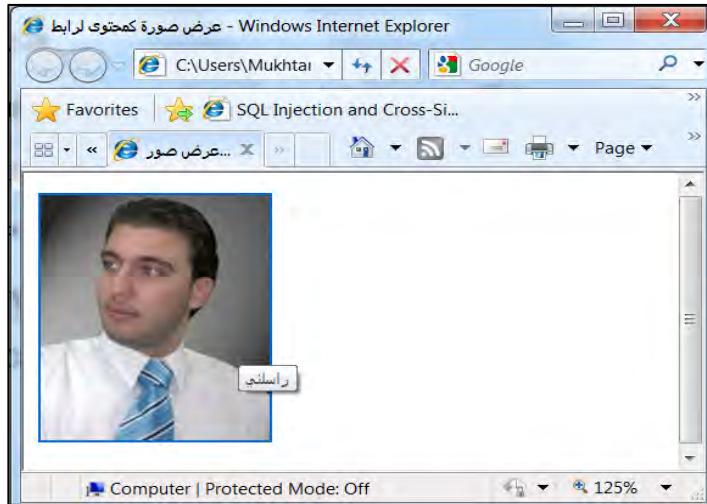 عرض صورة كمحتوى لرابط - Windows Internet Explorer
C:\Users\Mukhtar
Google
Favorites
SQL Injection and Cross-Si...
عرض صور...
Page
راسلني
Computer | Protected Mode: Off
125%